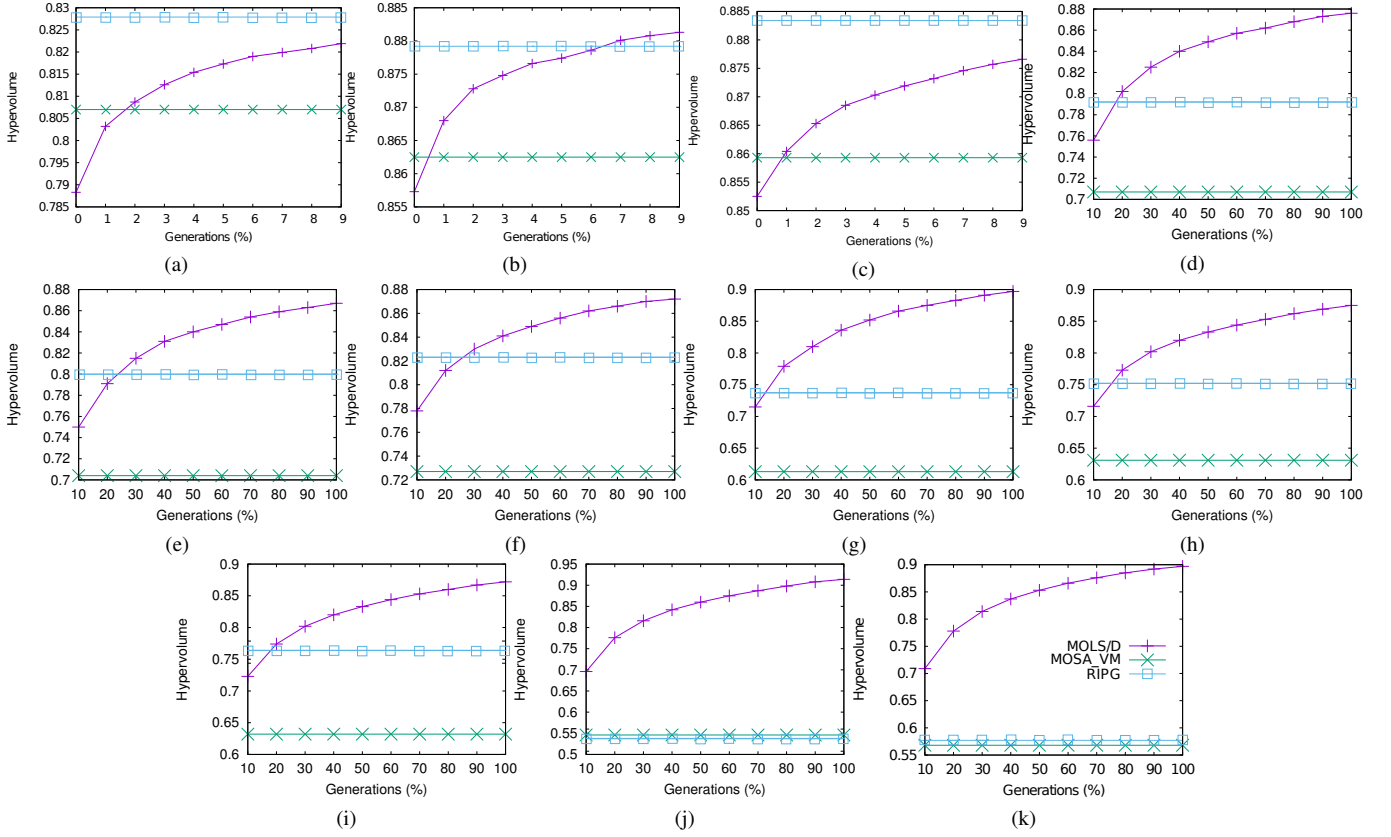 0.83
0.825
0.82
0.815
0.81
0.805
0.8
0.795
0.79
0.785
Hypervolume
0 1 2 3 4 5 6 7 8 9
Generations (%)
(a)
0.885
0.88
0.875
0.87
0.865
0.86
0.855
Hypervolume
0 1 2 3 4 5 6 7 8 9
Generations (%)
(b)
0.885
0.88
0.875
0.87
0.865
0.86
0.855
0.85
Hypervolume
0 1 2 3 4 5 6 7 8 9
Generations (%)
(c)
0.88
0.86
0.84
0.82
0.8
0.78
0.76
0.74
0.72
0.7
Hypervolume
10 20 30 40 50 60 70 80 90 100
Generations (%)
(d)
0.88
0.86
0.84
0.82
0.8
0.78
0.76
0.74
0.72
0.7
Hypervolume
10 20 30 40 50 60 70 80 90 100
Generations (%)
(e)
0.88
0.86
0.84
0.82
0.8
0.78
0.76
0.74
0.72
Hypervolume
10 20 30 40 50 60 70 80 90 100
Generations (%)
(f)
0.9
0.85
0.8
0.75
0.7
0.65
0.6
Hypervolume
10 20 30 40 50 60 70 80 90 100
Generations (%)
(g)
0.9
0.85
0.8
0.75
0.7
0.65
0.6
Hypervolume
10 20 30 40 50 60 70 80 90 100
Generations (%)
(h)
0.9
0.85
0.8
0.75
0.7
0.65
0.6
Hypervolume
10 20 30 40 50 60 70 80 90 100
Generations (%)
(i)
0.95
0.9
0.85
0.8
0.75
0.7
0.65
0.6
0.55
0.5
Hypervolume
10 20 30 40 50 60 70 80 90 100
Generations (%)
(j)
0.9
0.85
0.8
0.75
0.7
0.65
0.6
0.55
Hypervolume
MOLS/D
MOSA_VM
RIPG
10 20 30 40 50 60 70 80 90 100
Generations (%)
(k)